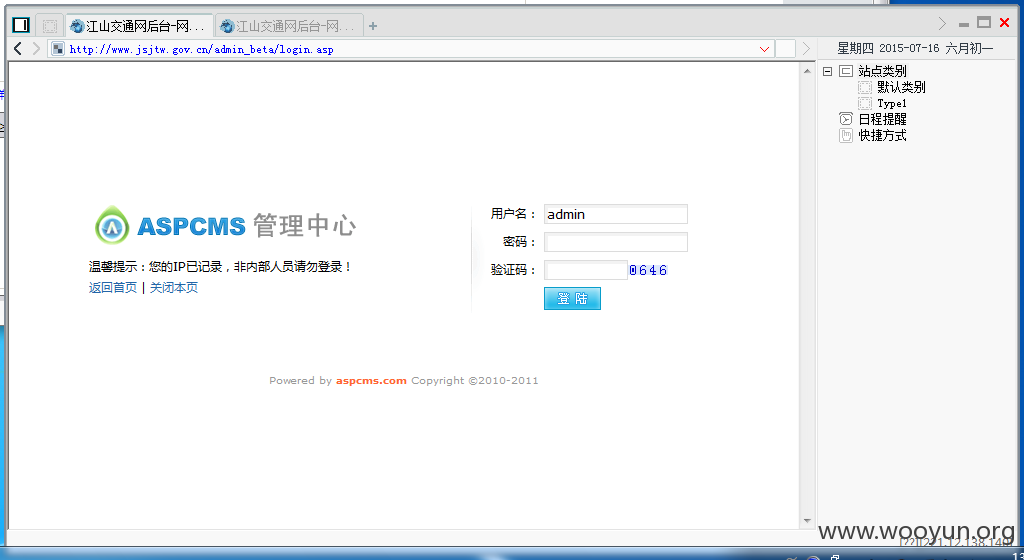 江山交通网后台-网... 江山交通网后台-网...
http://www.jsjtw.gov.cn/admin_beta/login.asp
星期四 2015-07-16 六月初一
站点类别
默认类别
Type1
日程提醒
快捷方式
ASPCMS 管理中心
温馨提示：您的IP已记录，非内部人员请勿登录！
返回首页 | 关闭本页
用户名： admin
密码：
验证码： 0646
登 陆
Powered by aspcms.com Copyright ©2010-2011
www.wooyun.org